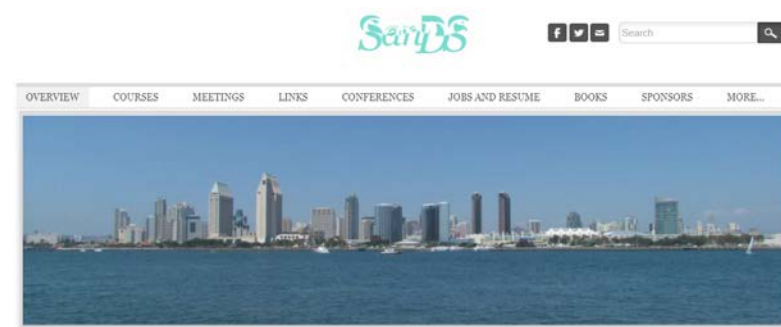 SanDS
Search
OVERVIEW COURSES MEETINGS LINKS CONFERENCES JOBS AND RESUME BOOKS SPONSORS MORE...